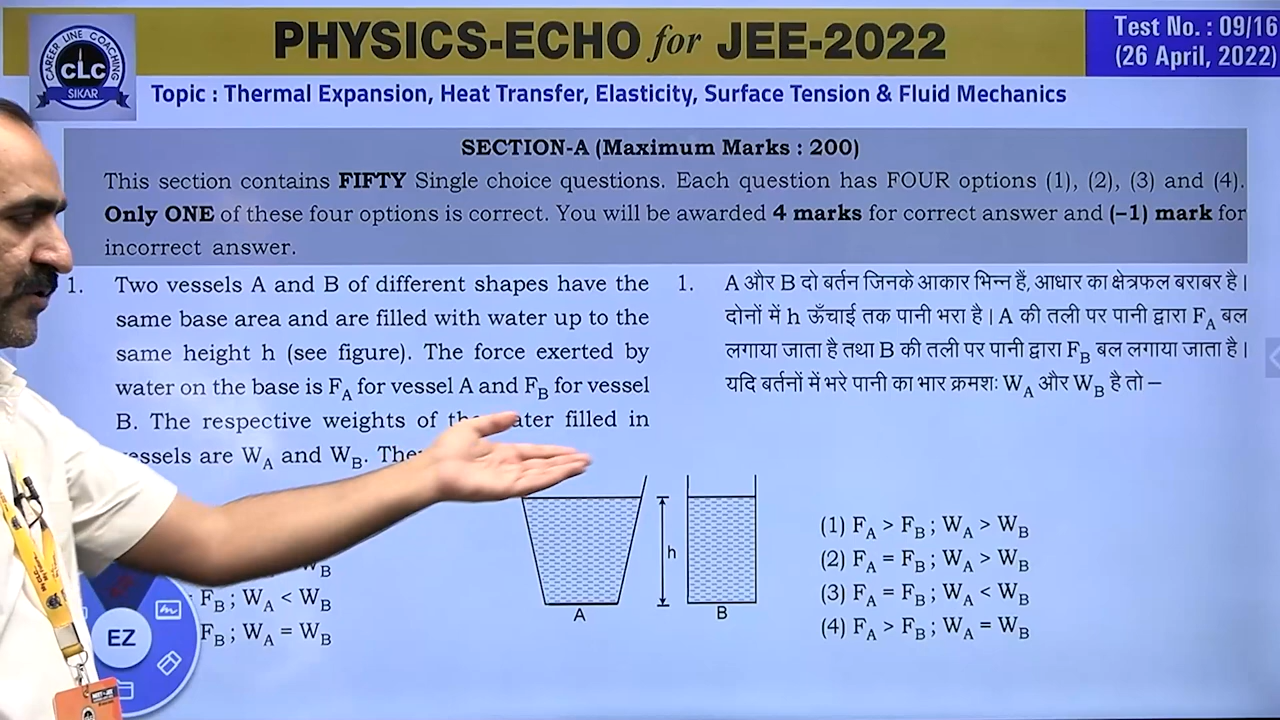 PHYSICS-ECHO for JEE-2022
Test No. : 09/16
(26 April, 2022)
CAREER LINE COACHING
CLC
SIKAR
Topic : Thermal Expansion, Heat Transfer, Elasticity, Surface Tension & Fluid Mechanics
SECTION-A (Maximum Marks : 200)
This section contains FIFTY Single choice questions. Each question has FOUR options (1), (2), (3) and (4).
Only ONE of these four options is correct. You will be awarded 4 marks for correct answer and (–1) mark for
incorrect answer.
1. Two vessels A and B of different shapes have the
same base area and are filled with water up to the
same height h (see figure). The force exerted by
water on the base is F_A for vessel A and F_B for vessel
B. The respective weights of the water filled in
vessels are W_A and W_B. Then
W_B
F_B ; W_A < W_B
F_B ; W_A = W_B
h
A
B
1. A और B दो बर्तन जिनके आकार भिन्न हैं, आधार का क्षेत्रफल बराबर है।
दोनों में h ऊँचाई तक पानी भरा है। A की तली पर पानी द्वारा F_A बल
लगाया जाता है तथा B की तली पर पानी द्वारा F_B बल लगाया जाता है।
यदि बर्तनों में भरे पानी का भार क्रमशः W_A और W_B है तो –
(1) F_A > F_B ; W_A > W_B
(2) F_A = F_B ; W_A > W_B
(3) F_A = F_B ; W_A < W_B
(4) F_A > F_B ; W_A = W_B
EZ
CLC